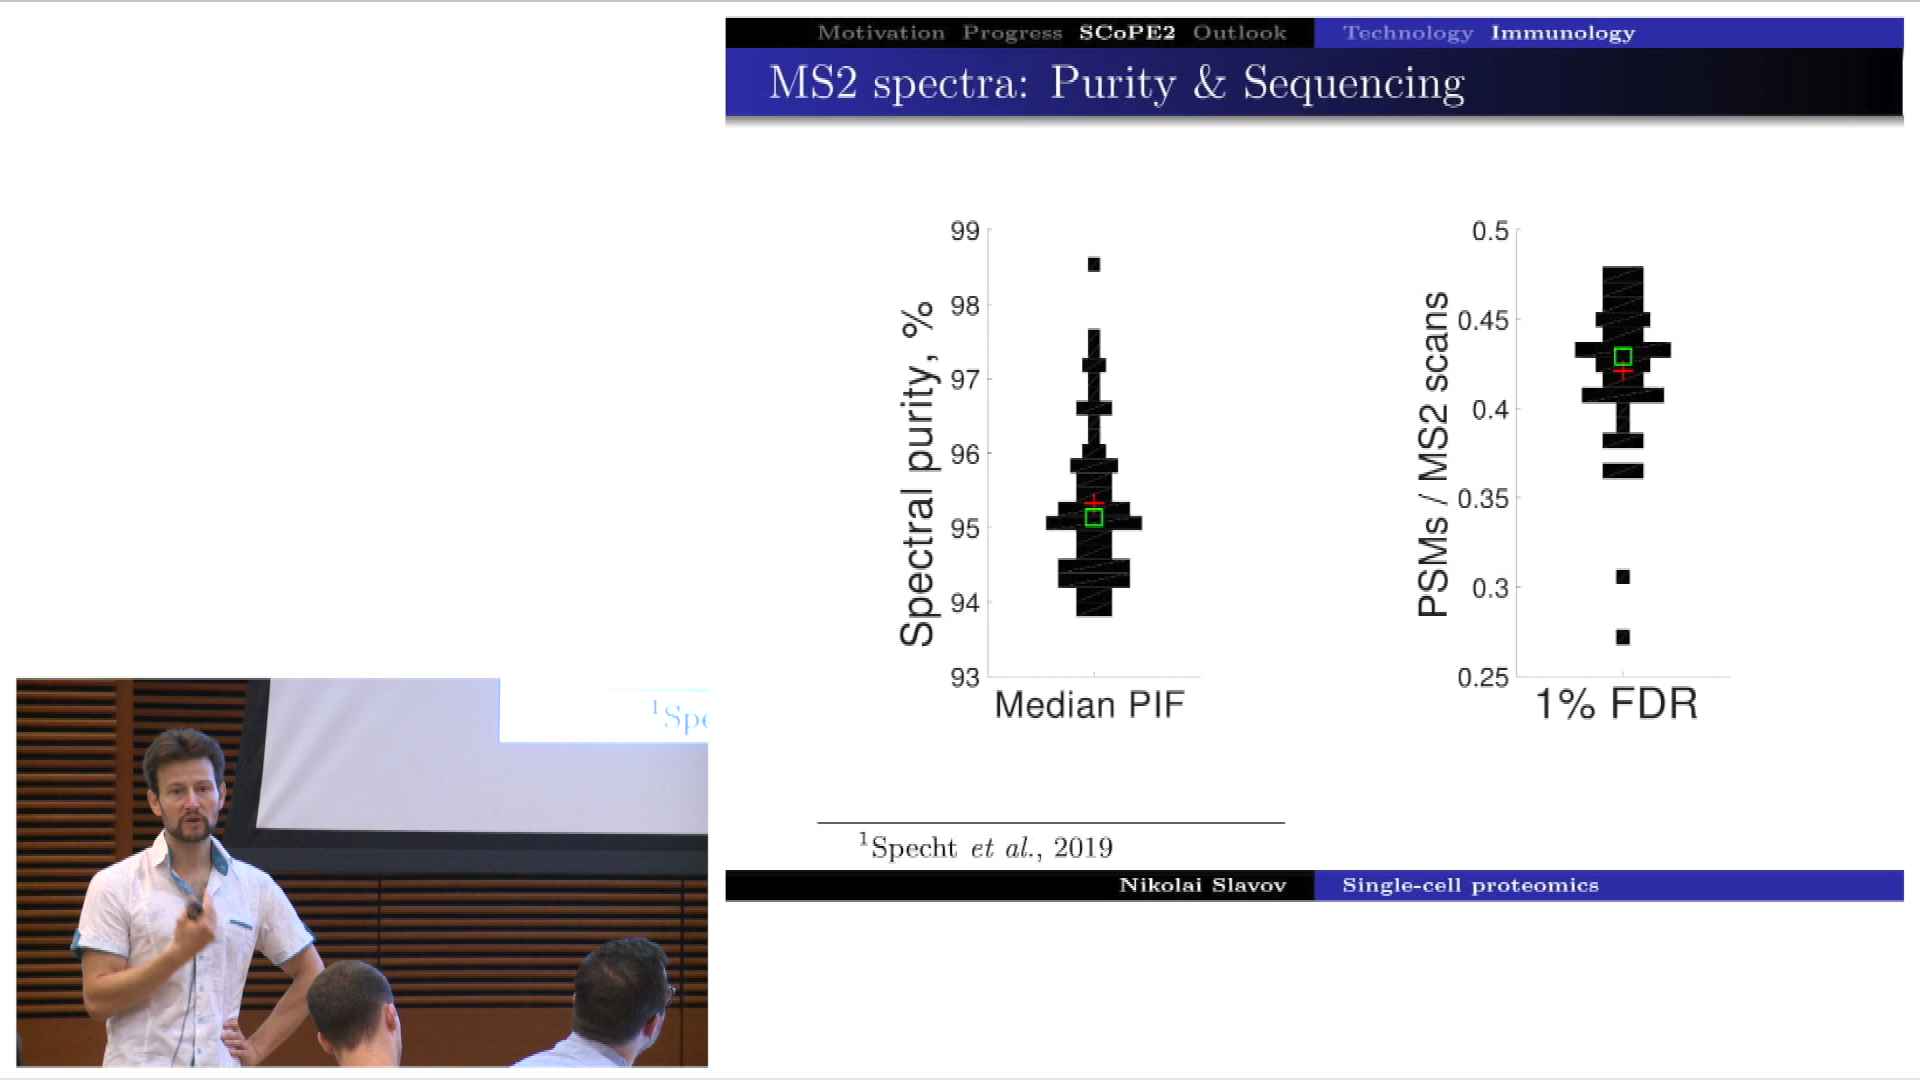 Motivation Progress SCoPE2 Outlook Technology Immunology
MS2 spectra: Purity & Sequencing
Spectral purity, %
99
98
97
96
95
94
93
Median PIF
PSMs / MS2 scans
0.5
0.45
0.4
0.35
0.3
0.25
1% FDR
1Specht et al., 2019
Nikolai Slavov Single-cell proteomics
1Spe